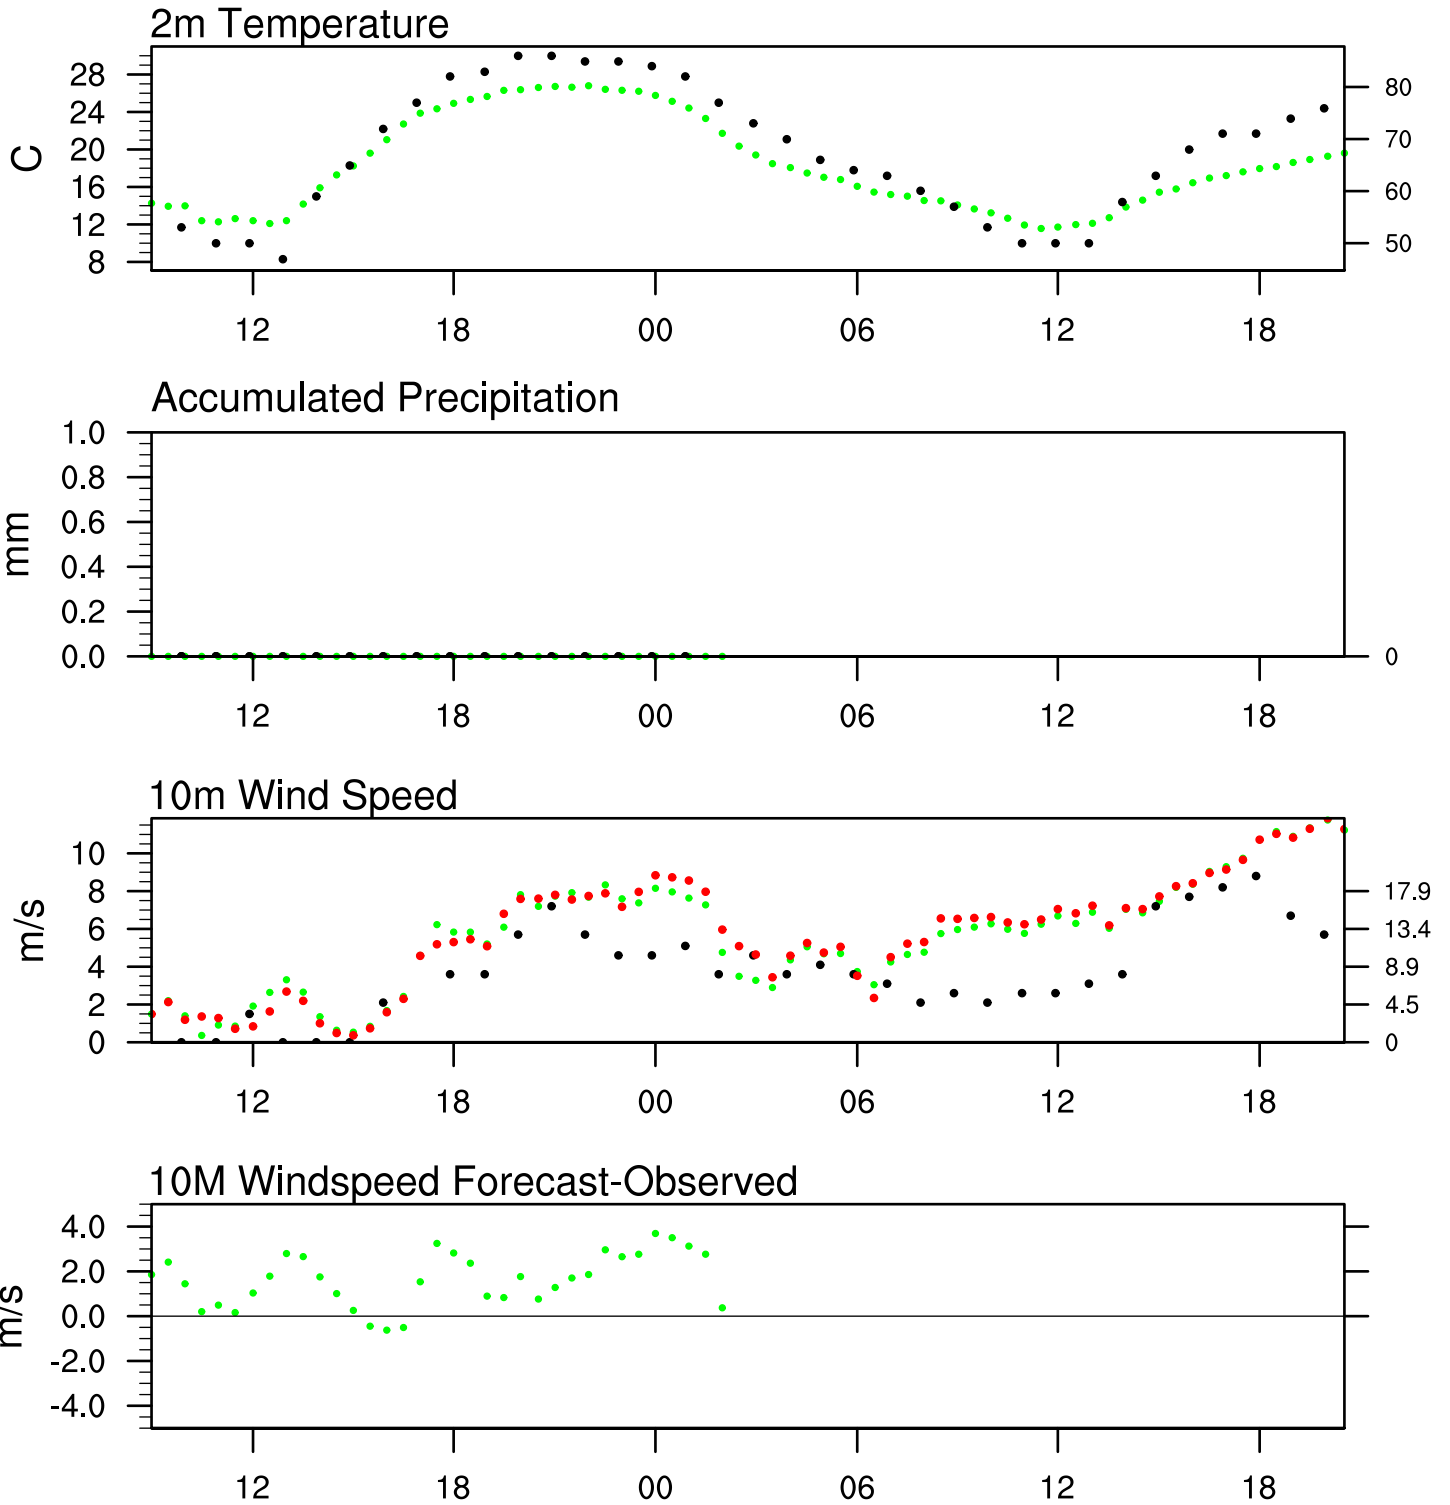 2m Temperature
C
28
24
20
16
12
8
80
70
60
50
12 18 00 06 12 18
Accumulated Precipitation
mm
1.0
0.8
0.6
0.4
0.2
0.0
0
12 18 00 06 12 18
10m Wind Speed
m/s
10
8
6
4
2
0
17.9
13.4
8.9
4.5
0
12 18 00 06 12 18
10M Windspeed Forecast-Observed
m/s
4.0
2.0
0.0
-2.0
-4.0
12 18 00 06 12 18